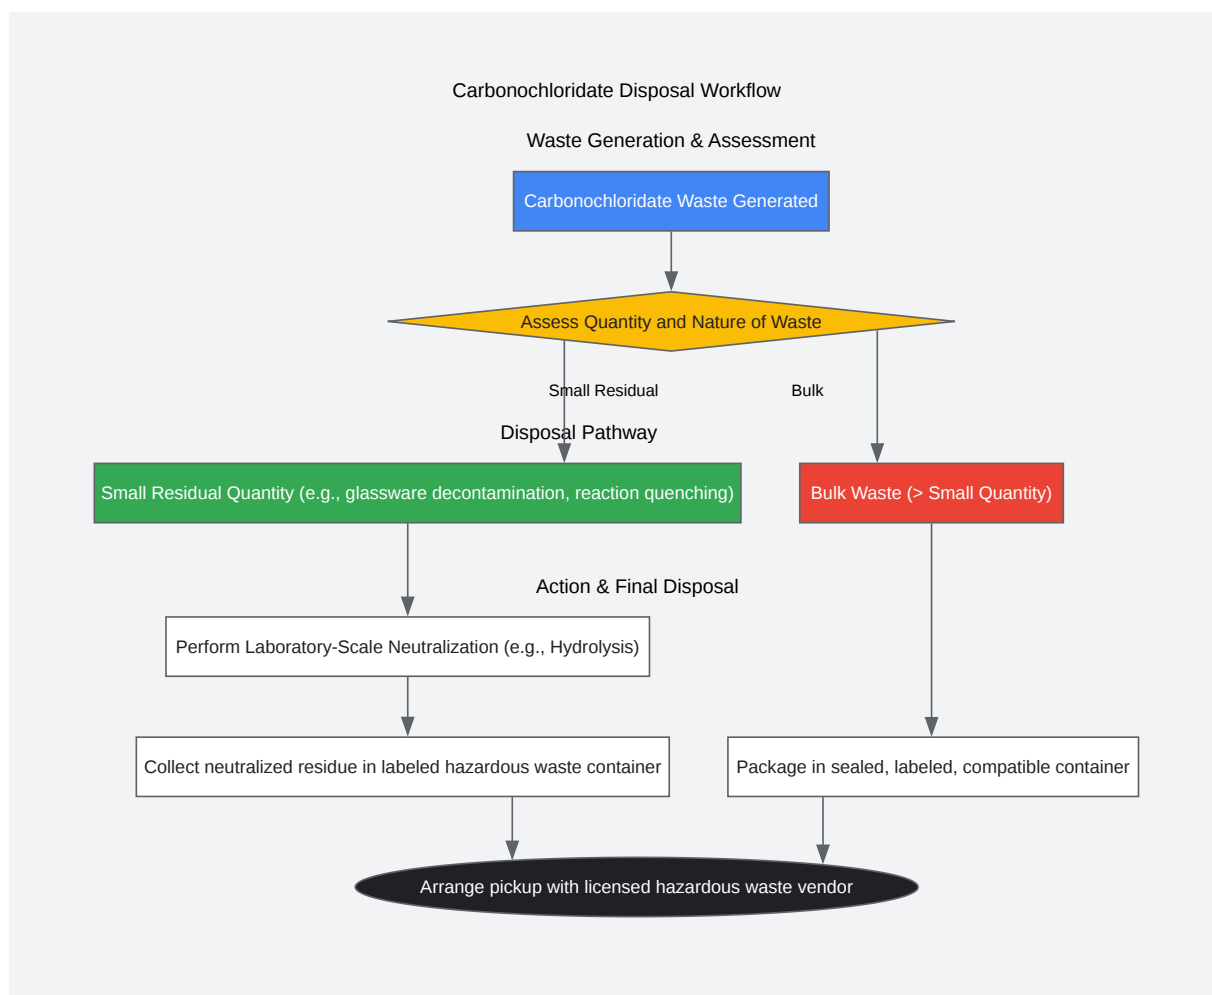 Carbonochloridate Disposal Workflow
Waste Generation & Assessment
Carbonochloridate Waste Generated
Assess Quantity and Nature of Waste
Small Residual
Bulk
Disposal Pathway
Small Residual Quantity (e.g., glassware decontamination, reaction quenching)
Bulk Waste (> Small Quantity)
Action & Final Disposal
Perform Laboratory-Scale Neutralization (e.g., Hydrolysis)
Collect neutralized residue in labeled hazardous waste container
Package in sealed, labeled, compatible container
Arrange pickup with licensed hazardous waste vendor